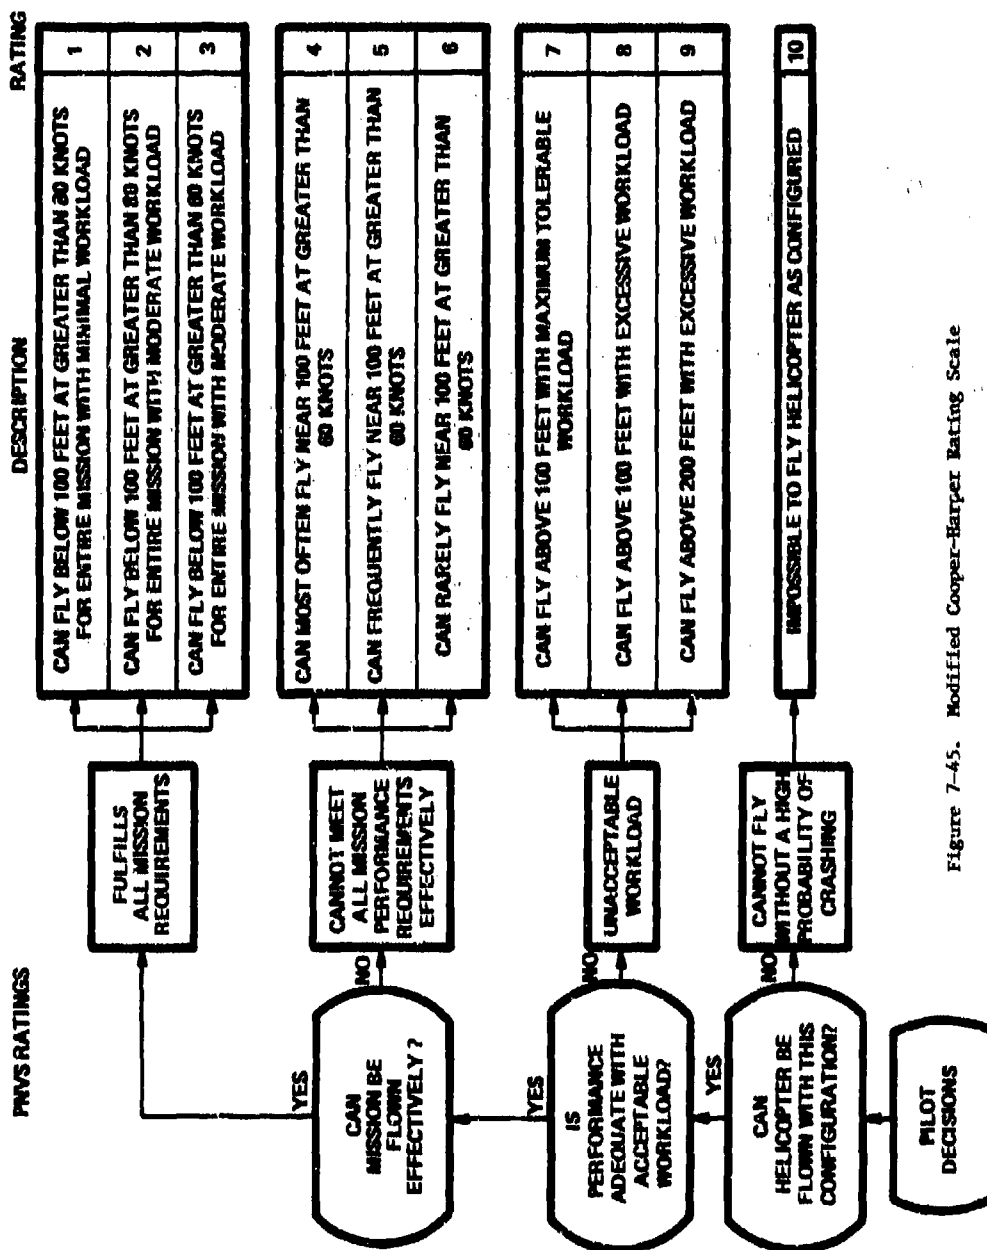 PNVS RATINGS
DESCRIPTION
RATING
CAN
MISSION BE
FLOWN
EFFECTIVELY ?
YES
NO
FULFILLS
ALL MISSION
REQUIREMENTS
CAN FLY BELOW 100 FEET AT GREATER THAN 80 KNOTS
FOR ENTIRE MISSION WITH MINIMAL WORKLOAD
1
CAN FLY BELOW 100 FEET AT GREATER THAN 80 KNOTS
FOR ENTIRE MISSION WITH MODERATE WORKLOAD
2
CAN FLY BELOW 100 FEET AT GREATER THAN 60 KNOTS
FOR ENTIRE MISSION WITH MODERATE WORKLOAD
3
CANNOT MEET
ALL MISSION
PERFORMANCE
REQUIREMENTS
EFFECTIVELY
CAN MOST OFTEN FLY NEAR 100 FEET AT GREATER THAN
60 KNOTS
4
CAN FREQUENTLY FLY NEAR 100 FEET AT GREATER THAN
60 KNOTS
5
CAN RARELY FLY NEAR 100 FEET AT GREATER THAN
60 KNOTS
6
IS
PERFORMANCE
ADEQUATE WITH
ACCEPTABLE
WORKLOAD?
YES
NO
UNACCEPTABLE
WORKLOAD
CAN FLY ABOVE 100 FEET WITH MAXIMUM TOLERABLE
WORKLOAD
7
CAN FLY ABOVE 100 FEET WITH EXCESSIVE WORKLOAD
8
CAN FLY ABOVE 200 FEET WITH EXCESSIVE WORKLOAD
9
CAN
HELICOPTER BE
FLOWN WITH THIS
CONFIGURATION?
YES
NO
CANNOT FLY
WITHOUT A HIGH
PROBABILITY OF
CRASHING
IMPOSSIBLE TO FLY HELICOPTER AS CONFIGURED
10
PILOT
DECISIONS
Figure 7-45. Modified Cooper-Harper Rating Scale